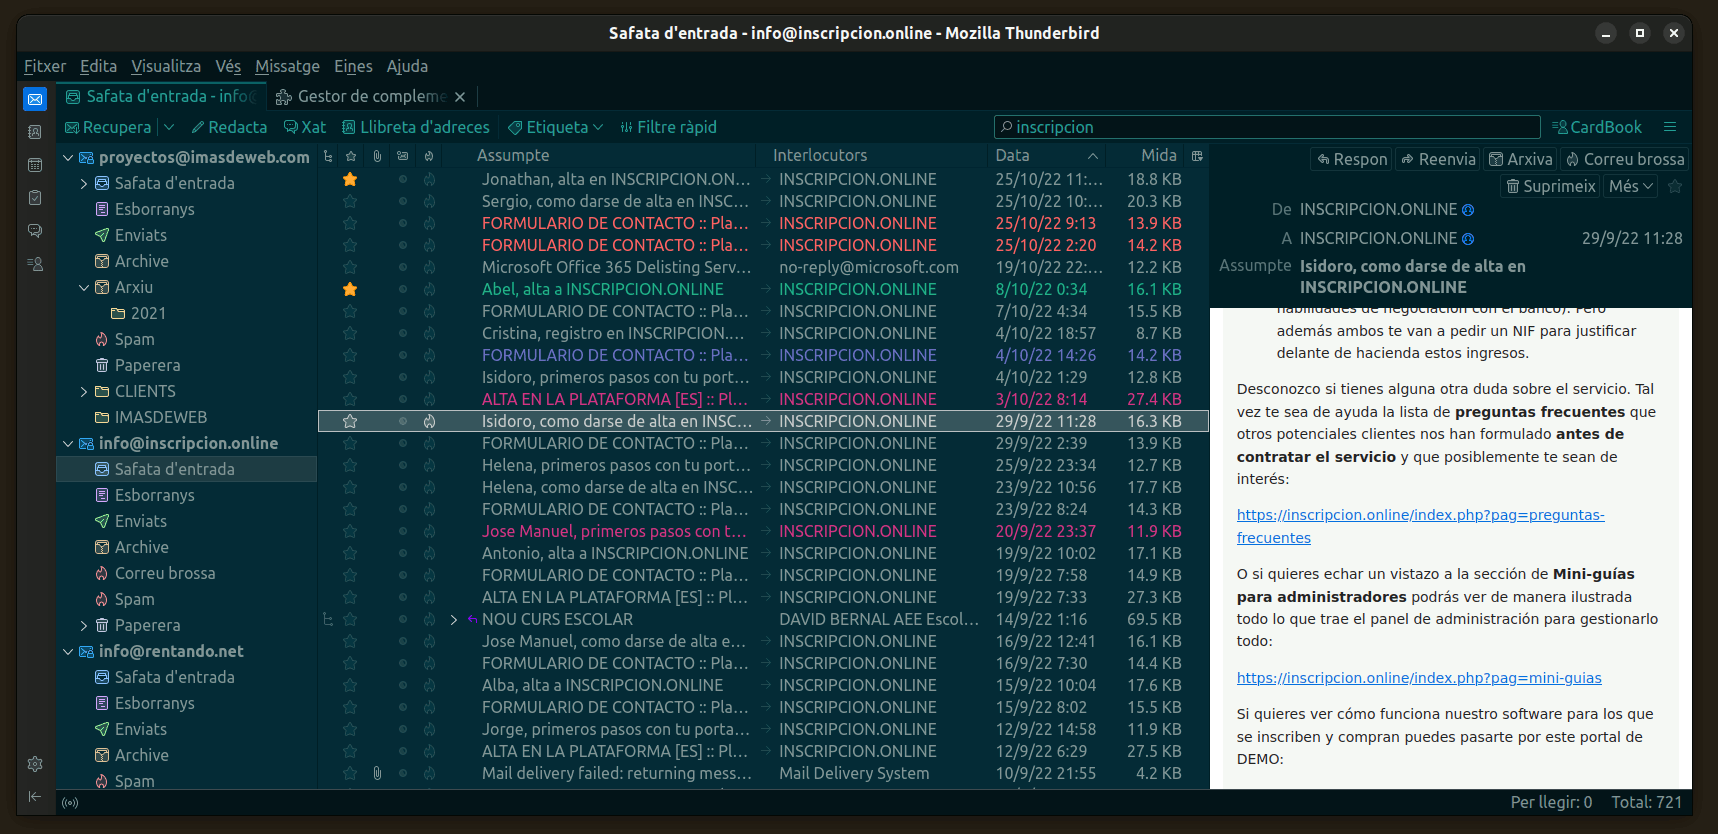 Safata d'entrada - info@inscripcion.online - Mozilla Thunderbird
Fitxer Edita Visualitza Vés Missatge Eines Ajuda
Safata d'entrada - info@ Gestor de compleme
Recupera Redacta Xat Llibreta d'adreces Etiqueta Filtre ràpid inscripcion CardBook
proyectos@imasdeweb.com
Safata d'entrada
Esborranys
Enviats
Archive
Arxiu
2021
Spam
Paperera
CLIENTS
IMASDEWEB
info@inscripcion.online
Safata d'entrada
Esborranys
Enviats
Archive
Correu brossa
Spam
Paperera
info@rentando.net
Safata d'entrada
Esborranys
Enviats
Archive
Spam
Assumpte Interlocutors Data Mida
Jonathan, alta en INSCRIPCION.ON... INSCRIPCION.ONLINE 25/10/22 11:... 18.8 KB
Sergio, como darse de alta en INSC... INSCRIPCION.ONLINE 25/10/22 10:... 20.3 KB
FORMULARIO DE CONTACTO :: Pla... INSCRIPCION.ONLINE 25/10/22 9:13 13.9 KB
FORMULARIO DE CONTACTO :: Pla... INSCRIPCION.ONLINE 25/10/22 2:20 14.2 KB
Microsoft Office 365 Delisting Serv... no-reply@microsoft.com 19/10/22 22:... 12.2 KB
Abel, alta a INSCRIPCION.ONLINE INSCRIPCION.ONLINE 8/10/22 0:34 16.1 KB
FORMULARIO DE CONTACTO :: Pla... INSCRIPCION.ONLINE 7/10/22 4:34 15.5 KB
Cristina, registro en INSCRIPCION.... INSCRIPCION.ONLINE 4/10/22 18:57 8.7 KB
FORMULARIO DE CONTACTO :: Pla... INSCRIPCION.ONLINE 4/10/22 14:26 14.2 KB
Isidoro, primeros pasos con tu port... INSCRIPCION.ONLINE 4/10/22 1:29 12.8 KB
ALTA EN LA PLATAFORMA [ES] :: Pl... INSCRIPCION.ONLINE 3/10/22 8:14 27.4 KB
Isidoro, como darse de alta en INSC... INSCRIPCION.ONLINE 29/9/22 11:28 16.3 KB
FORMULARIO DE CONTACTO :: Pla... INSCRIPCION.ONLINE 29/9/22 2:39 13.9 KB
Helena, primeros pasos con tu port... INSCRIPCION.ONLINE 25/9/22 23:34 12.7 KB
Helena, como darse de alta en INSC... INSCRIPCION.ONLINE 23/9/22 10:56 17.7 KB
FORMULARIO DE CONTACTO :: Pla... INSCRIPCION.ONLINE 23/9/22 8:24 14.3 KB
Jose Manuel, primeros pasos con t... INSCRIPCION.ONLINE 20/9/22 23:37 11.9 KB
Antonio, alta a INSCRIPCION.ONLINE INSCRIPCION.ONLINE 19/9/22 10:02 17.1 KB
FORMULARIO DE CONTACTO :: Pla... INSCRIPCION.ONLINE 19/9/22 7:58 14.9 KB
ALTA EN LA PLATAFORMA [ES] :: Pl... INSCRIPCION.ONLINE 19/9/22 7:33 27.3 KB
NOU CURS ESCOLAR DAVID BERNAL AEE Escol... 14/9/22 1:16 69.5 KB
Jose Manuel, como darse de alta e... INSCRIPCION.ONLINE 16/9/22 12:41 16.1 KB
FORMULARIO DE CONTACTO :: Pla... INSCRIPCION.ONLINE 16/9/22 7:30 14.4 KB
Alba, alta a INSCRIPCION.ONLINE INSCRIPCION.ONLINE 15/9/22 10:04 17.6 KB
FORMULARIO DE CONTACTO :: Pla... INSCRIPCION.ONLINE 15/9/22 8:02 15.5 KB
Jorge, primeros pasos con tu porta... INSCRIPCION.ONLINE 12/9/22 14:58 11.9 KB
ALTA EN LA PLATAFORMA [ES] :: Pl... INSCRIPCION.ONLINE 12/9/22 6:29 27.5 KB
Mail delivery failed: returning mess... Mail Delivery System 10/9/22 21:55 4.2 KB
Respon Reenvia Arxiva Correu brossa
Suprimeix Més
De INSCRIPCION.ONLINE
A INSCRIPCION.ONLINE 29/9/22 11:28
Assumpte Isidoro, como darse de alta en
INSCRIPCION.ONLINE
habilidades de negociación con el banco). Pero
además ambos te van a pedir un NIF para justificar
delante de hacienda estos ingresos.
Desconozco si tienes alguna otra duda sobre el servicio. Tal
vez te sea de ayuda la lista de preguntas frecuentes que
otros potenciales clientes nos han formulado antes de
contratar el servicio y que posiblemente te sean de
interés:
https://inscripcion.online/index.php?pag=preguntas-
frecuentes
O si quieres echar un vistazo a la sección de Mini-guías
para administradores podrás ver de manera ilustrada
todo lo que trae el panel de administración para gestionarlo
todo:
https://inscripcion.online/index.php?pag=mini-guias
Si quieres ver cómo funciona nuestro software para los que
se inscriben y compran puedes pasarte por este portal de
DEMO:
Per llegir: 0 Total: 721